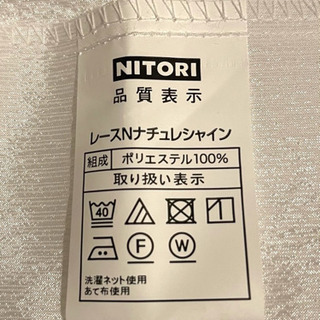 NITORI
品質表示
レースNナチュレシャイン
組成 ポリエステル100%
取り扱い表示
40
F W
洗濯ネット使用
あて布使用